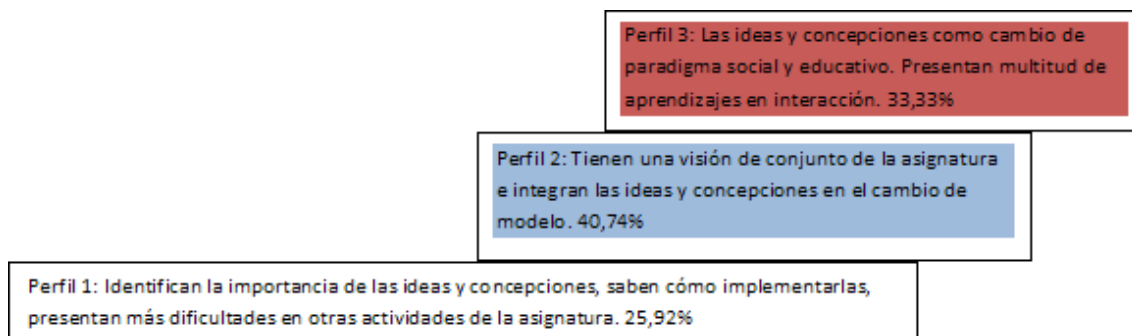 Perfil 3: Las ideas y concepciones como cambio de
paradigma social y educativo. Presentan multitud de
aprendizajes en interacción. 33,33%
Perfil 2: Tienen una visión de conjunto de la asignatura
e integran las ideas y concepciones en el cambio de
modelo. 40,74%
Perfil 1: Identifican la importancia de las ideas y concepciones, saben cómo implementarlas,
presentan más dificultades en otras actividades de la asignatura. 25,92%